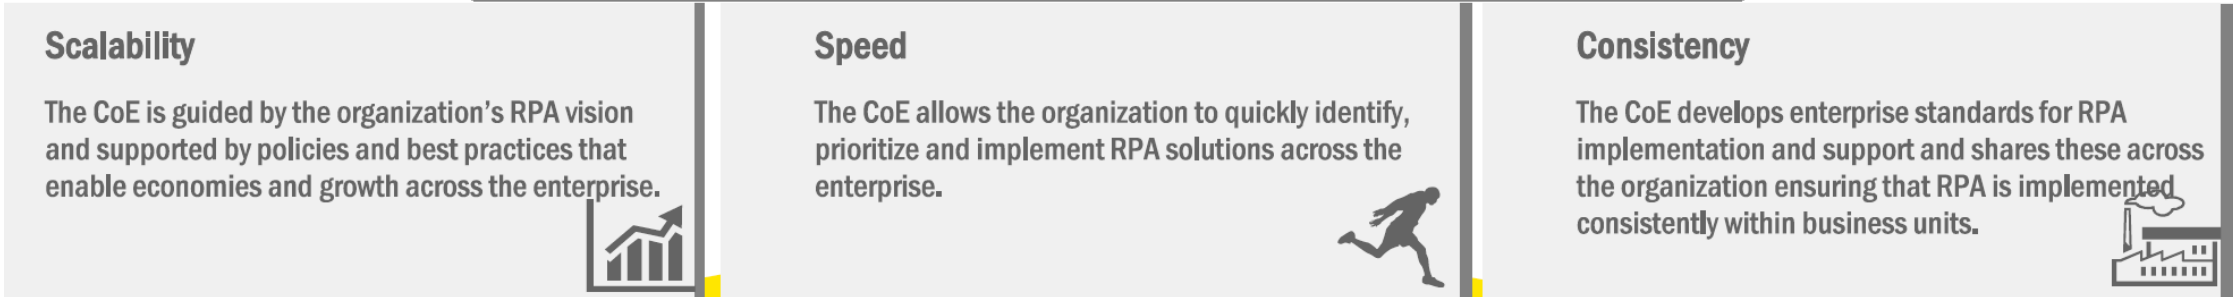 Scalability
The CoE is guided by the organization's RPA vision
and supported by policies and best practices that
enable economies and growth across the enterprise.
Speed
The CoE allows the organization to quickly identify,
prioritize and implement RPA solutions across the
enterprise.
Consistency
The CoE develops enterprise standards for RPA
implementation and support and shares these across
the organization ensuring that RPA is implemented
consistently within business units.